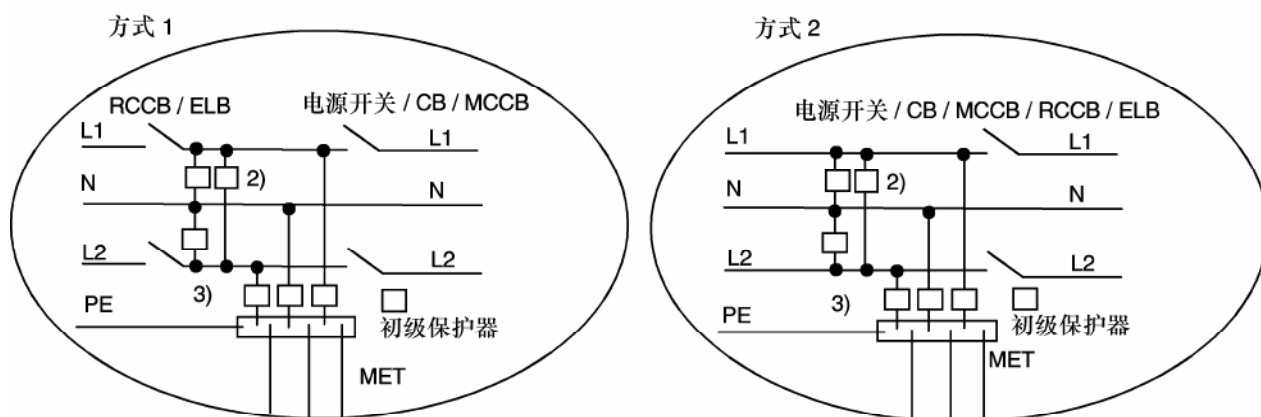 方式 1
RCCB / ELB
电源开关 / CB / MCCB
L1
L1
2)
N
N
L2
L2
3)
PE
初级保护器
MET
方式 2
电源开关 / CB / MCCB / RCCB / ELB
L1
L1
2)
N
N
L2
L2
3)
PE
初级保护器
MET